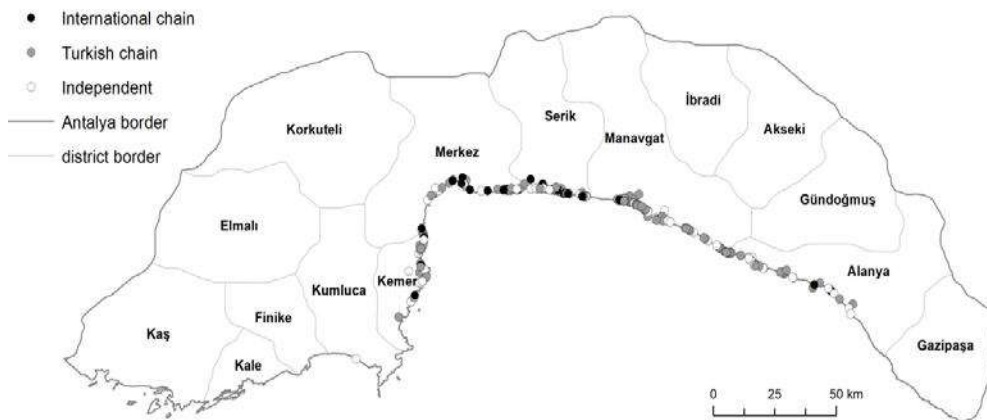 International chain
Turkish chain
Independent
Antalya border
district border
İbradi
Serik
Akseki
Korkuteli
Manavgat
Merkez
Gündoğmuş
Elmalı
Alanya
Kemer
Kumluca
Finike
Kaş
Gazipaşa
Kale
0 25 50 km